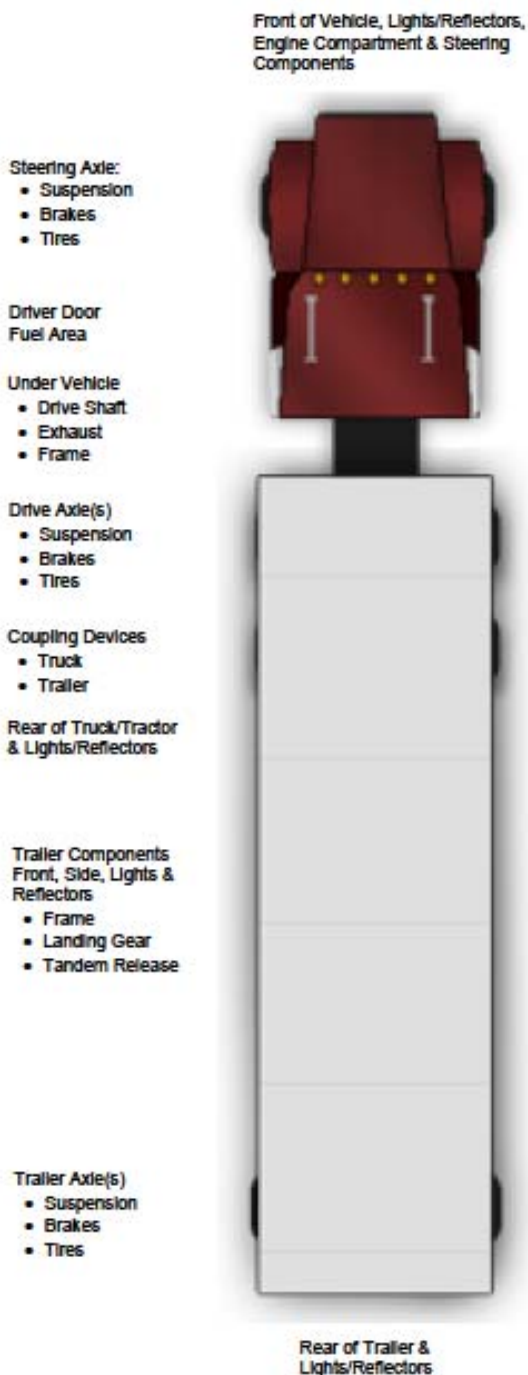 Front of Vehicle, Lights/Reflectors,
Engine Compartment & Steering
Components
Steering Axle:
• Suspension
• Brakes
• Tires
Driver Door
Fuel Area
Under Vehicle
• Drive Shaft
• Exhaust
• Frame
Drive Axle(s)
• Suspension
• Brakes
• Tires
Coupling Devices
• Truck
• Trailer
Rear of Truck/Tractor
& Lights/Reflectors
Trailer Components
Front, Side, Lights &
Reflectors
• Frame
• Landing Gear
• Tandem Release
Trailer Axle(s)
• Suspension
• Brakes
• Tires
Rear of Trailer &
Lights/Reflectors